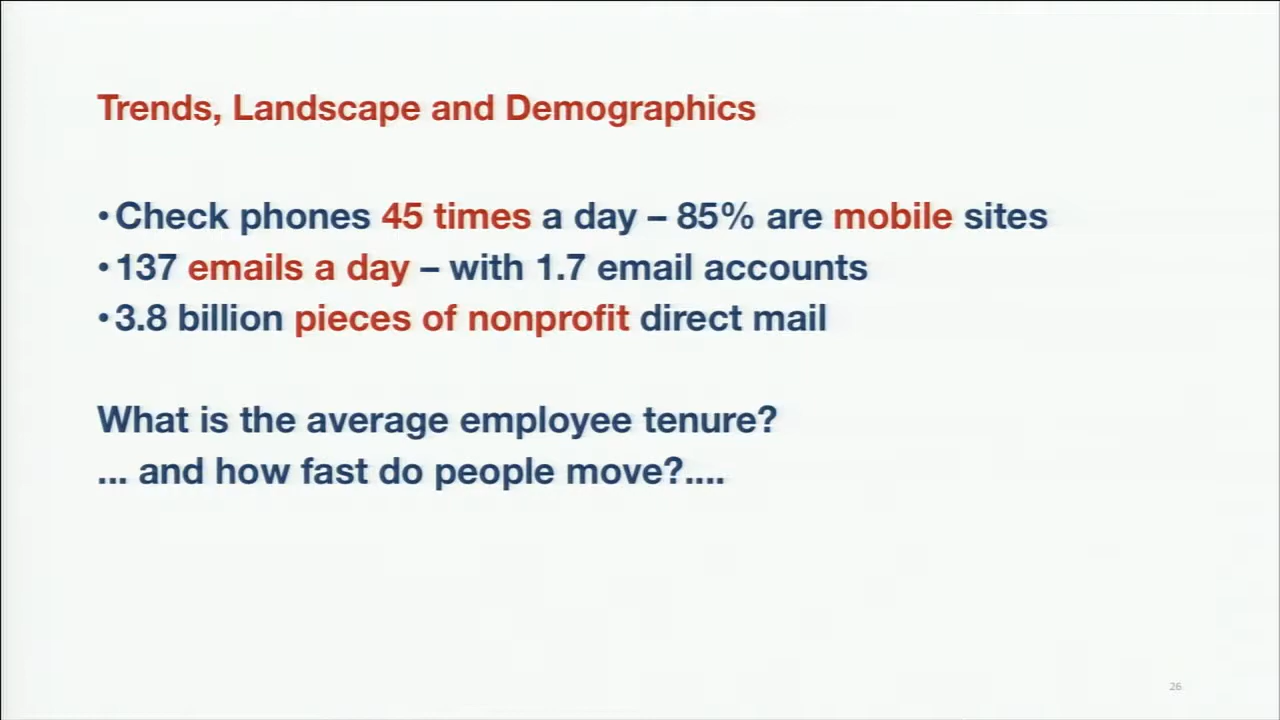 Trends, Landscape and Demographics
•Check phones 45 times a day – 85% are mobile sites
•137 emails a day – with 1.7 email accounts
•3.8 billion pieces of nonprofit direct mail
What is the average employee tenure?
... and how fast do people move?....
26